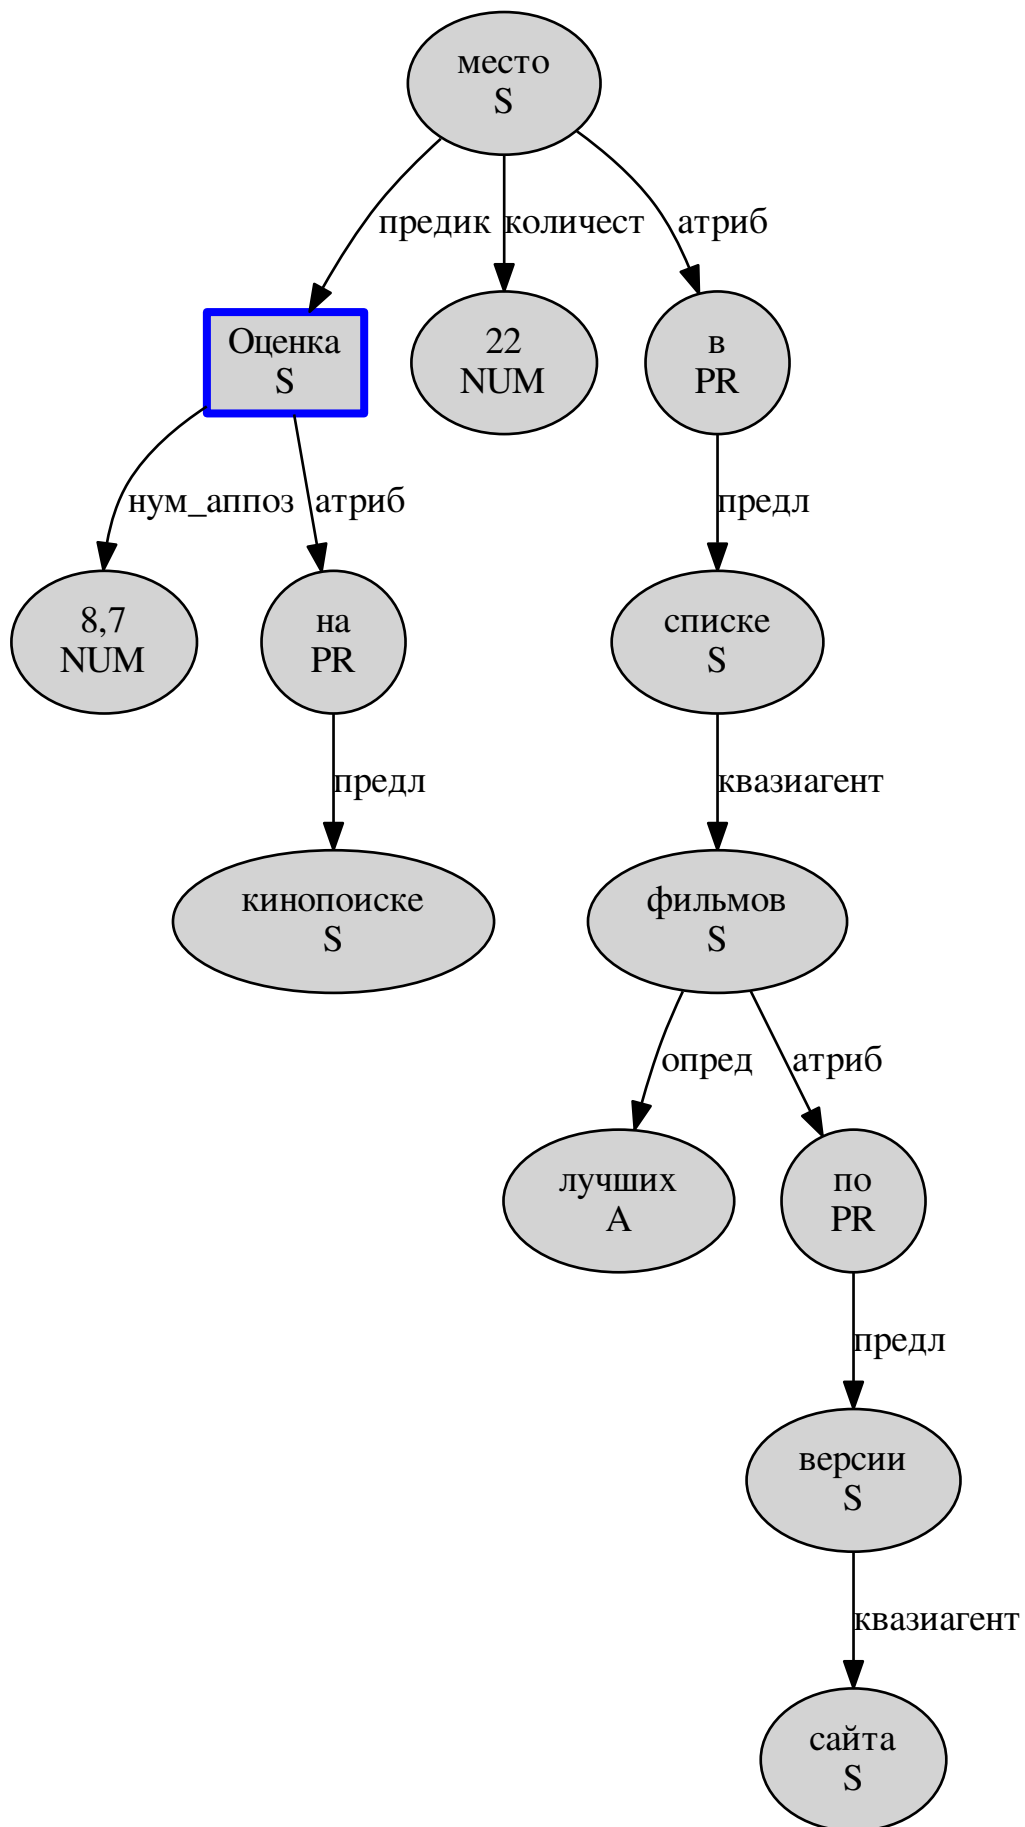 место
S
предик
количест
атриб
Оценка
S
22
NUM
в
PR
нум_аппоз
атриб
предл
8,7
NUM
на
PR
списке
S
предл
квазиагент
кинопоиске
S
фильмов
S
опред
атриб
лучших
A
по
PR
предл
версии
S
квазиагент
сайта
S